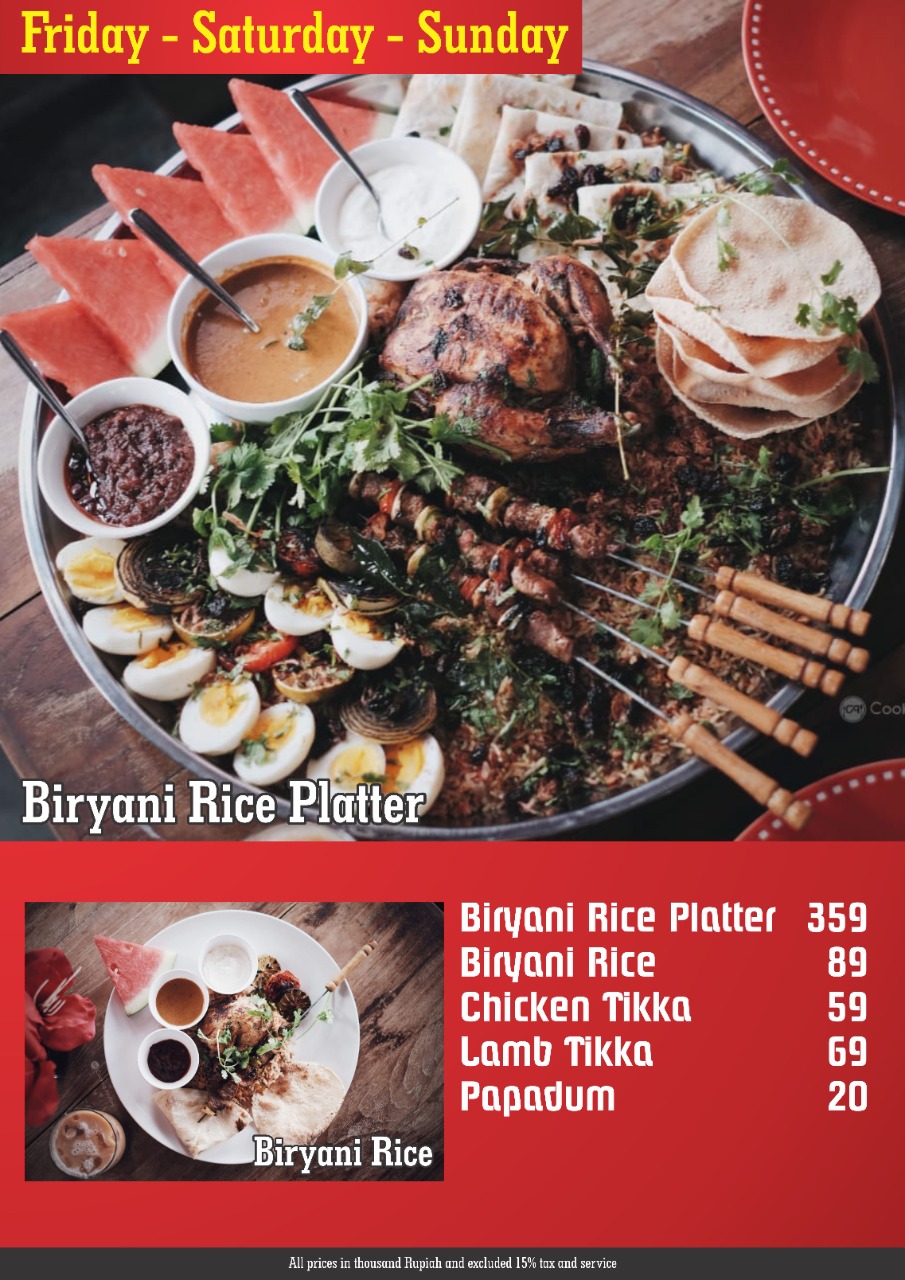 Friday - Saturday - Sunday
Biryani Rice Platter
Biryani Rice Platter 359
Biryani Rice 89
Chicken Tikka 59
Lamb Tikka 69
Papadum 20
Biryani Rice
All prices in thousand Rupiah and excluded 15% tax and service